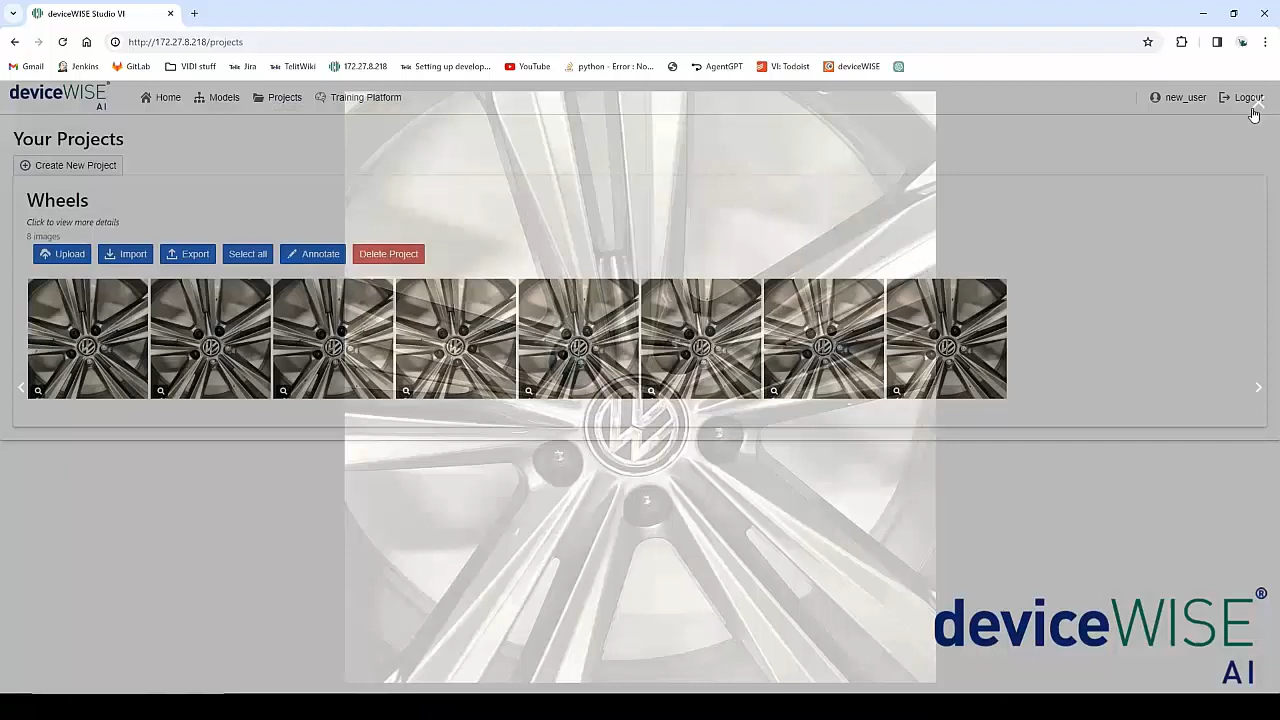 deviceWISE Studio VI
http://172.27.8.218/projects
Gmail Jenkins GitLab VIDI stuff Jira TelitWiki 172.27.8.218 Setting up develop... YouTube python - Error : No... AgentGPT VI: Todoist deviceWISE
deviceWISE® AI Home Models Projects Training Platform new_user Logout
Your Projects
Create New Project
Wheels
Click to view more details
8 images
Upload Import Export Select all Annotate Delete Project
deviceWISE®
AI